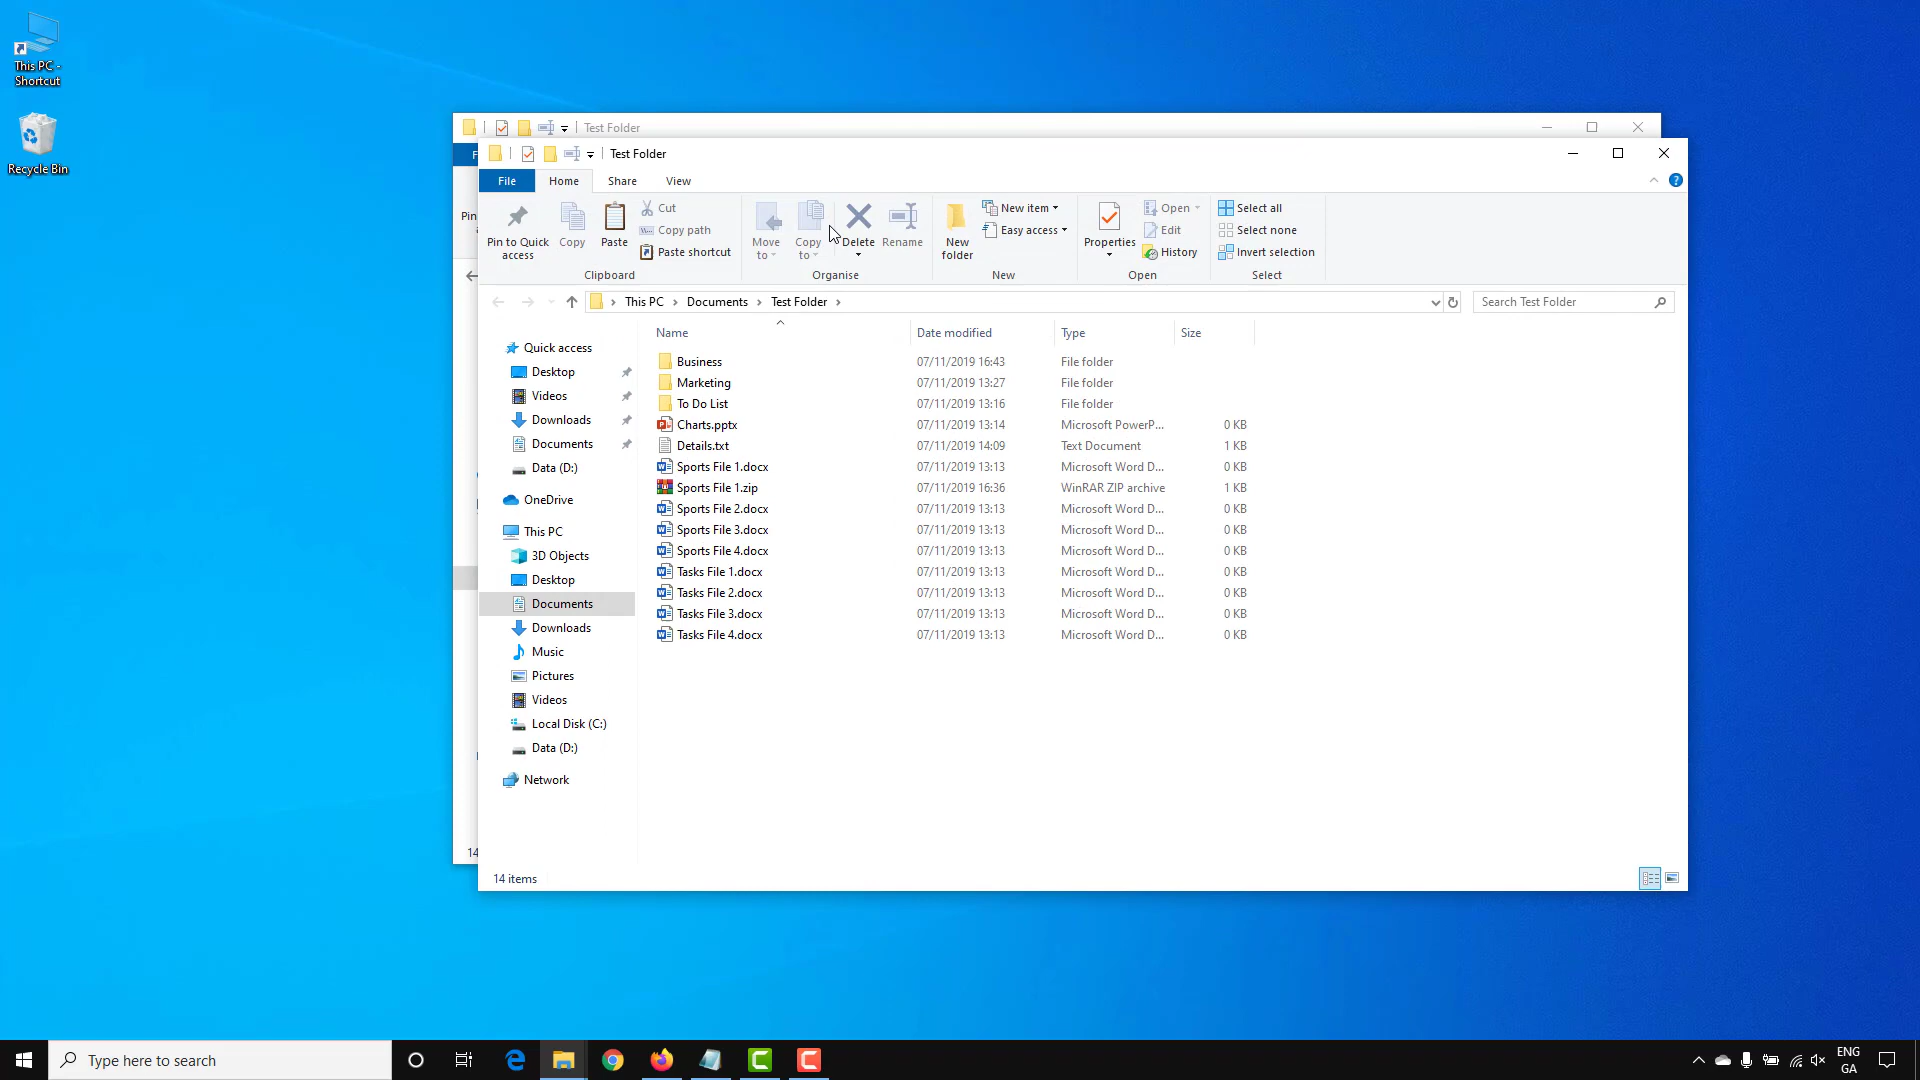 This PC -
Shortcut
Recycle Bin
Test Folder
Test Folder
File
Home
Share
View
Pin to Quick
access
Copy
Paste
Cut
Copy path
Paste shortcut
Clipboard
Move
to
Copy
to
Delete
Rename
Organise
New
folder
New item
Easy access
New
Properties
Open
Edit
History
Open
Select all
Select none
Invert selection
Select
Pin
This PC > Documents > Test Folder >
Search Test Folder
Name Date modified Type Size
Quick access
Desktop
Videos
Downloads
Documents
Data (D:)
OneDrive
This PC
3D Objects
Desktop
Documents
Downloads
Music
Pictures
Videos
Local Disk (C:)
Data (D:)
Network
Business 07/11/2019 16:43 File folder
Marketing 07/11/2019 13:27 File folder
To Do List 07/11/2019 13:16 File folder
Charts.pptx 07/11/2019 13:14 Microsoft PowerP... 0 KB
Details.txt 07/11/2019 14:09 Text Document 1 KB
Sports File 1.docx 07/11/2019 13:13 Microsoft Word D... 0 KB
Sports File 1.zip 07/11/2019 16:36 WinRAR ZIP archive 1 KB
Sports File 2.docx 07/11/2019 13:13 Microsoft Word D... 0 KB
Sports File 3.docx 07/11/2019 13:13 Microsoft Word D... 0 KB
Sports File 4.docx 07/11/2019 13:13 Microsoft Word D... 0 KB
Tasks File 1.docx 07/11/2019 13:13 Microsoft Word D... 0 KB
Tasks File 2.docx 07/11/2019 13:13 Microsoft Word D... 0 KB
Tasks File 3.docx 07/11/2019 13:13 Microsoft Word D... 0 KB
Tasks File 4.docx 07/11/2019 13:13 Microsoft Word D... 0 KB
14
14 items
Type here to search
ENG
GA